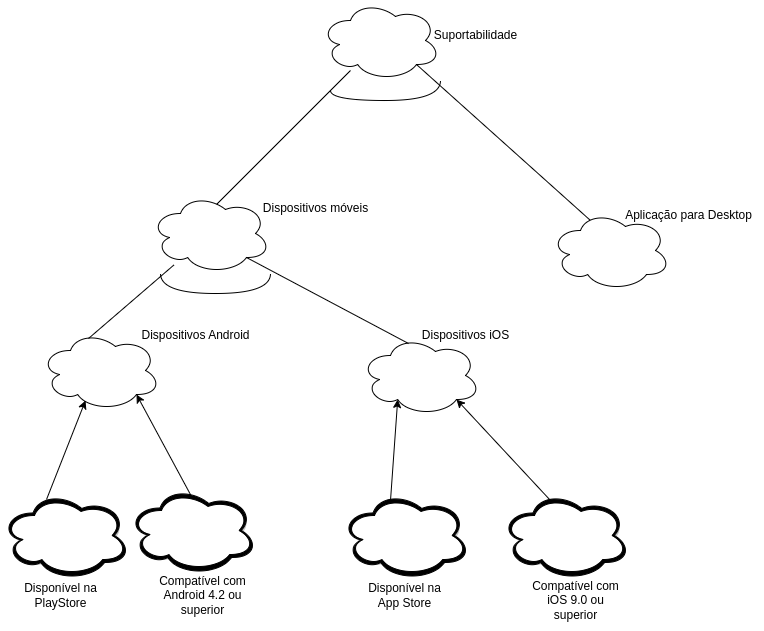 Suportabilidade
Dispositivos móveis
Aplicação para Desktop
Dispositivos Android
Dispositivos iOS
Disponível na
PlayStore
Compatível com
Android 4.2 ou
superior
Disponível na
App Store
Compatível com
iOS 9.0 ou
superior